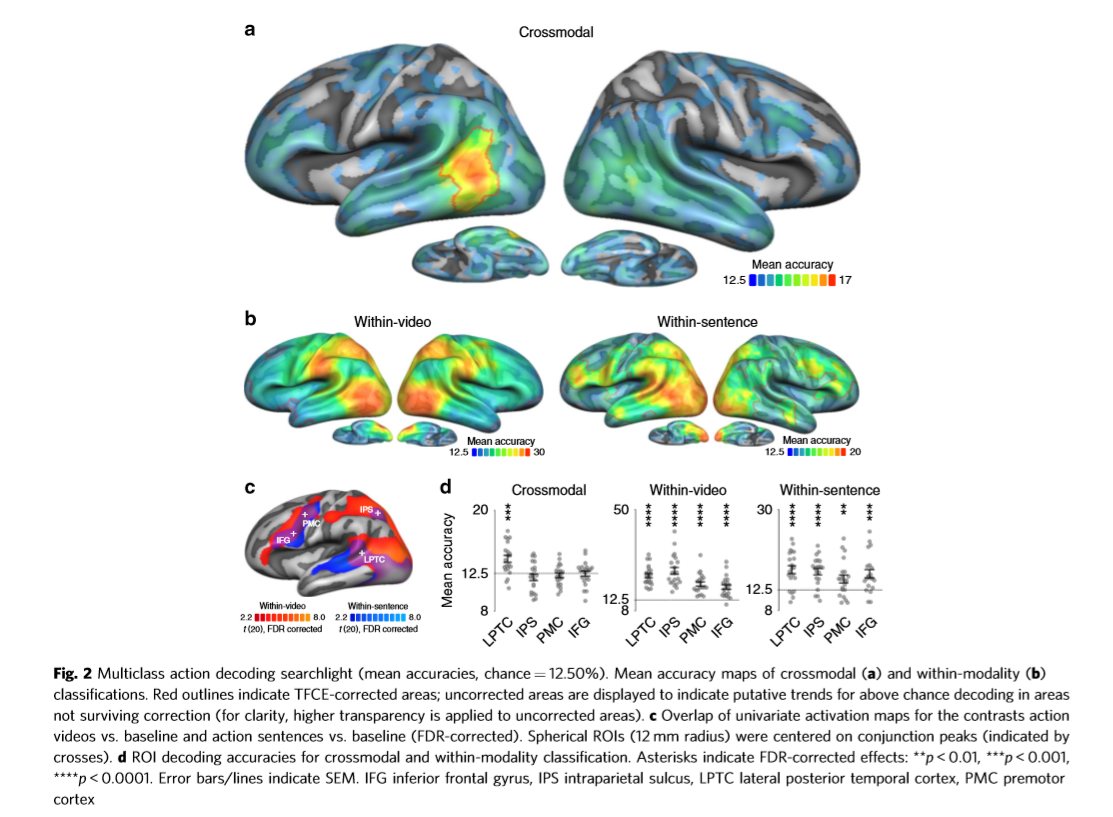 a
Crossmodal
Mean accuracy
12.5 17
b
Within-video
Within-sentence
Mean accuracy
12.5 30
Mean accuracy
12.5 20
c
PMC
IPS
IFG
LPTC
Within-video
2.2 8.0
t(20), FDR corrected
Within-sentence
2.2 8.0
t(20), FDR corrected
d
Crossmodal
Mean accuracy
20
12.5
8
***
LPTC
IPS
PMC
IFG
Within-video
50
12.5
8
****
****
****
****
LPTC
IPS
PMC
IFG
Within-sentence
30
12.5
8
****
****
**
***
LPTC
IPS
PMC
IFG
Fig. 2 Multiclass action decoding searchlight (mean accuracies, chance = 12.50%). Mean accuracy maps of crossmodal (a) and within-modality (b)
classifications. Red outlines indicate TFCE-corrected areas; uncorrected areas are displayed to indicate putative trends for above chance decoding in areas
not surviving correction (for clarity, higher transparency is applied to uncorrected areas). c Overlap of univariate activation maps for the contrasts action
videos vs. baseline and action sentences vs. baseline (FDR-corrected). Spherical ROIs (12 mm radius) were centered on conjunction peaks (indicated by
crosses). d ROI decoding accuracies for crossmodal and within-modality classification. Asterisks indicate FDR-corrected effects: **p < 0.01, ***p < 0.001,
****p < 0.0001. Error bars/lines indicate SEM. IFG inferior frontal gyrus, IPS intraparietal sulcus, LPTC lateral posterior temporal cortex, PMC premotor
cortex